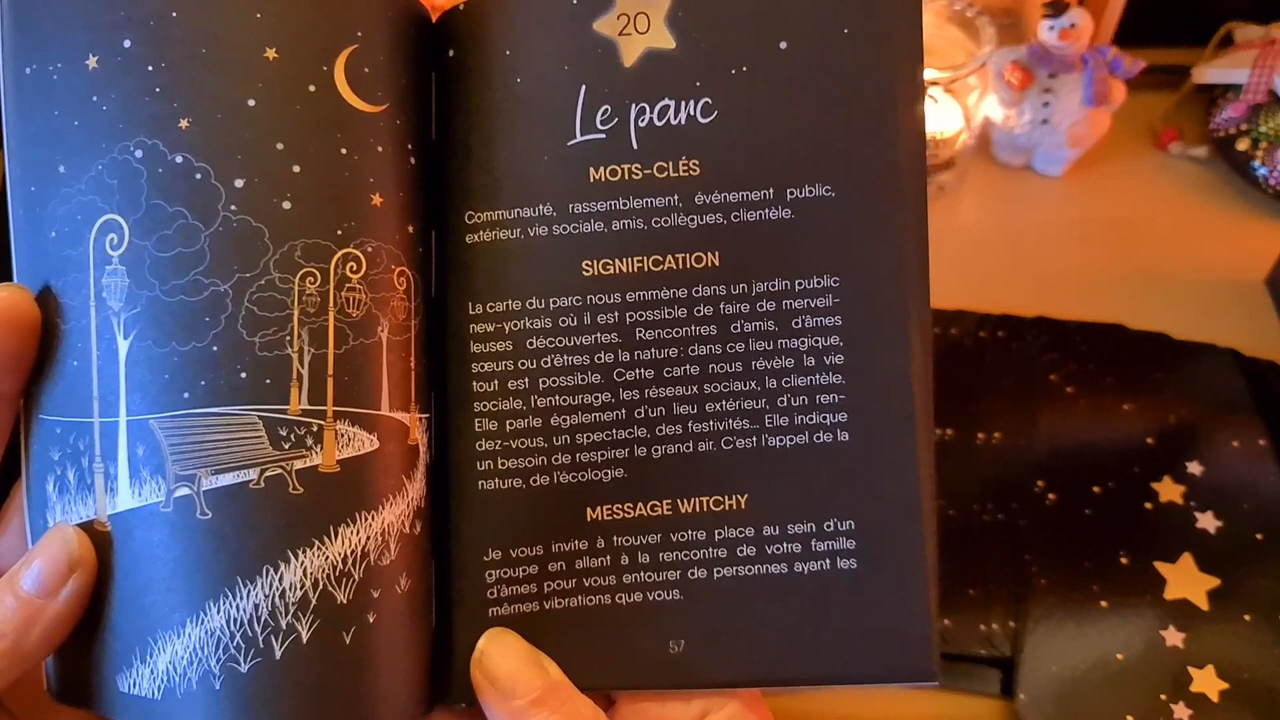 20
Le parc
MOTS-CLÉS
Communauté, rassemblement, événement public,
extérieur, vie sociale, amis, collègues, clientèle.
SIGNIFICATION
La carte du parc nous emmène dans un jardin public
new-yorkais où il est possible de faire de merveil-
leuses découvertes. Rencontres d'amis, d'âmes
sœurs ou d'êtres de la nature : dans ce lieu magique,
tout est possible. Cette carte nous révèle la vie
sociale, l'entourage, les réseaux sociaux, la clientèle.
Elle parle également d'un lieu extérieur, d'un ren-
dez-vous, un spectacle, des festivités... Elle indique
un besoin de respirer le grand air. C'est l'appel de la
nature, de l'écologie.
MESSAGE WITCHY
Je vous invite à trouver votre place au sein d'un
groupe en allant à la rencontre de votre famille
d'âmes pour vous entourer de personnes ayant les
mêmes vibrations que vous.
57